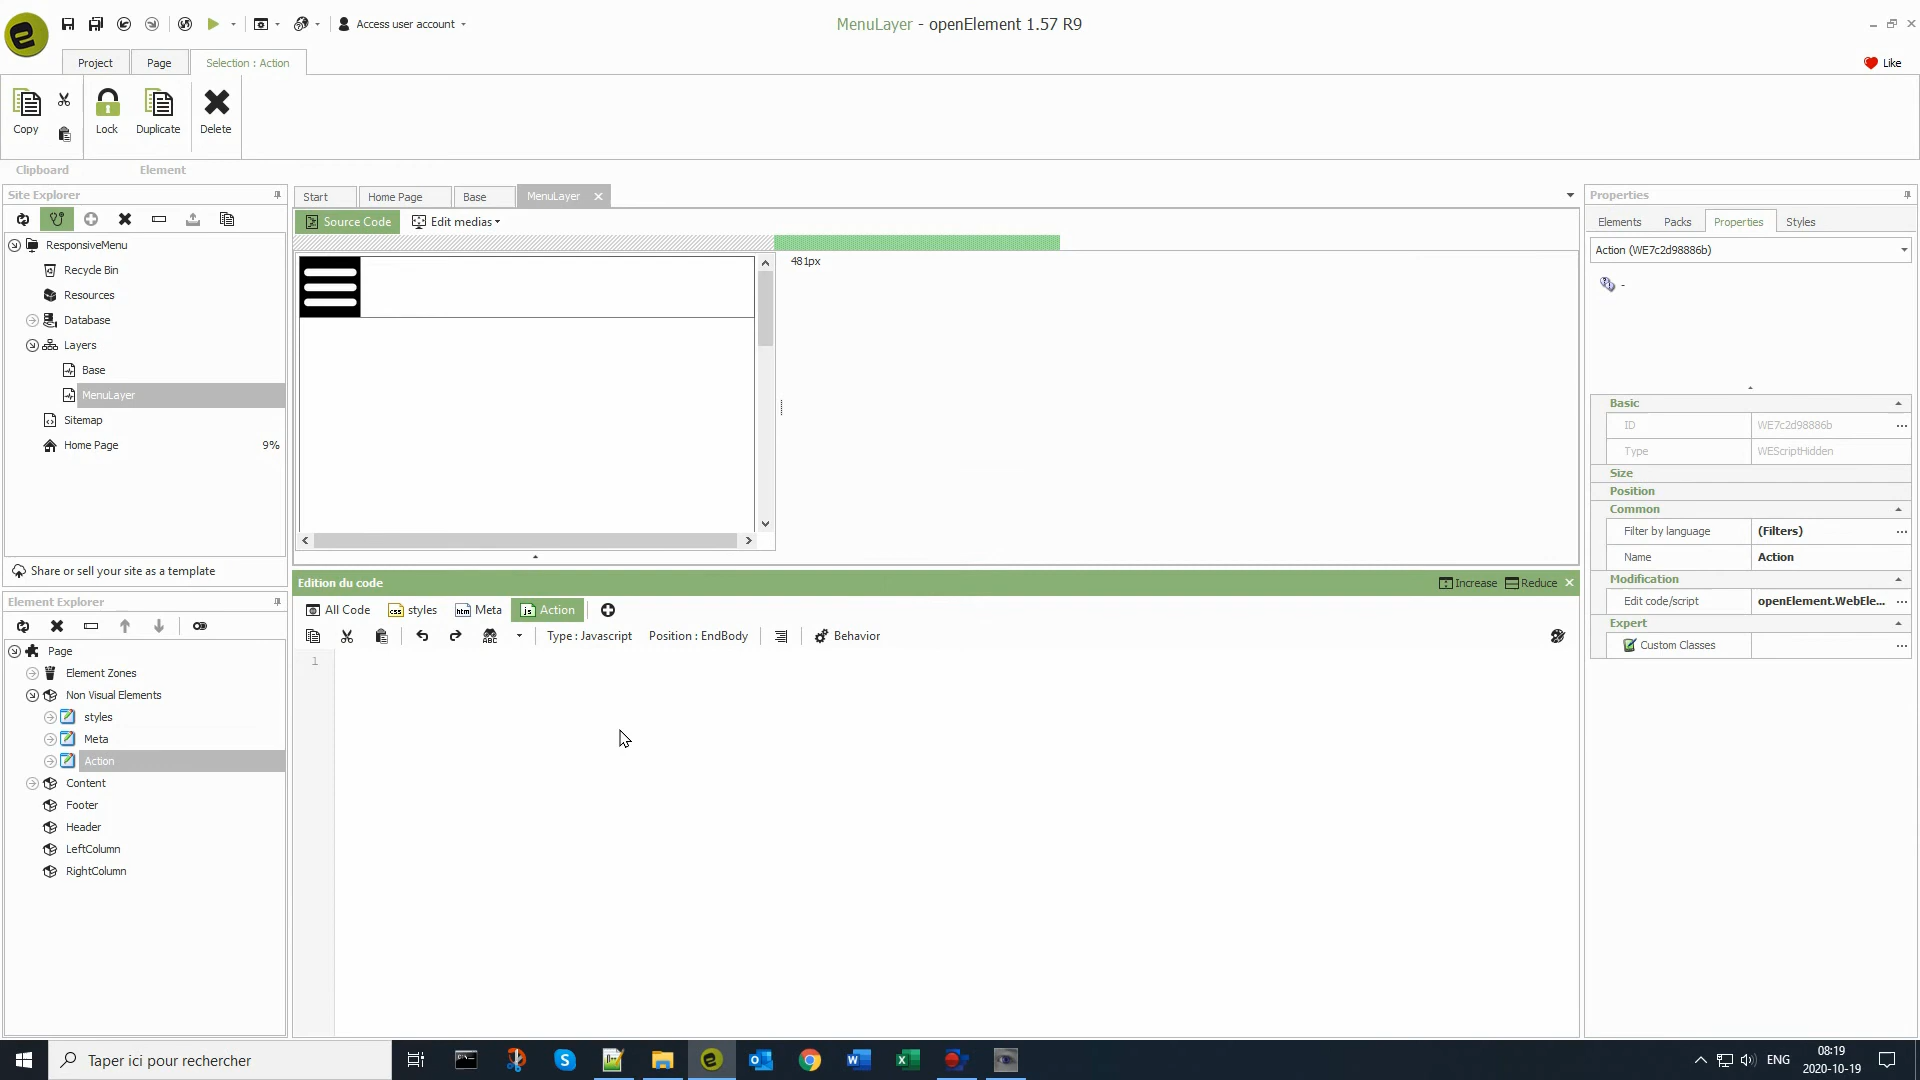 MenuLayer - openElement 1.57 R9
Access user account
Project
Page
Selection : Action
Like
Copy
Lock
Duplicate
Delete
Clipboard
Element
Site Explorer
ResponsiveMenu
Recycle Bin
Resources
Database
Layers
Base
MenuLayer
Sitemap
Home Page
9%
Share or sell your site as a template
Element Explorer
Page
Element Zones
Non Visual Elements
styles
Meta
Action
Content
Footer
Header
LeftColumn
RightColumn
Start
Home Page
Base
MenuLayer
Source Code
Edit medias
481px
Edition du code
Increase
Reduce
All Code
css styles
htm Meta
js Action
ABC
Type : Javascript
Position : EndBody
Behavior
1
Properties
Elements
Packs
Properties
Styles
Action (WE7c2d98886b)
-
Basic
ID
WE7c2d98886b
...
Type
WEScriptHidden
Size
Position
Common
Filter by language
(Filters)
...
Name
Action
Modification
Edit code/script
openElement.WebEle...
...
Expert
Custom Classes
...
Taper ici pour rechercher
ENG
08:19
2020-10-19